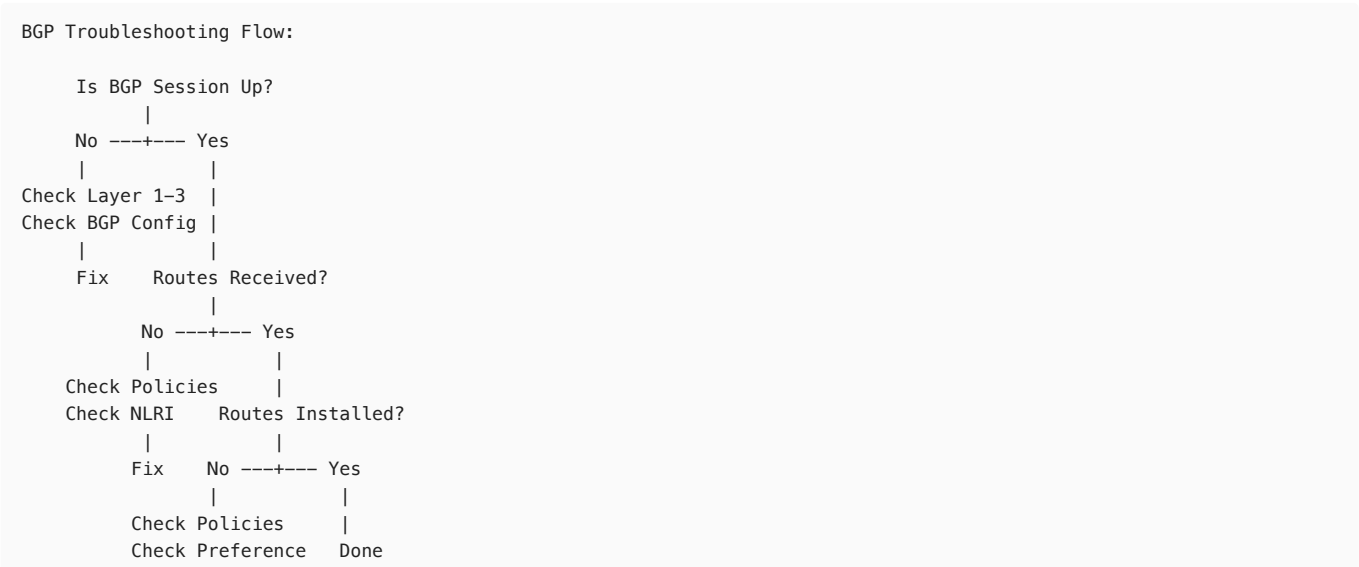 BGP Troubleshooting Flow:
     Is BGP Session Up?
           |
     No ---+--- Yes
     |           |
Check Layer 1-3  |
Check BGP Config |
     |           |
     Fix    Routes Received?
                 |
           No ---+--- Yes
           |           |
    Check Policies     |
    Check NLRI    Routes Installed?
           |           |
          Fix    No ---+--- Yes
                 |           |
          Check Policies     |
          Check Preference   Done